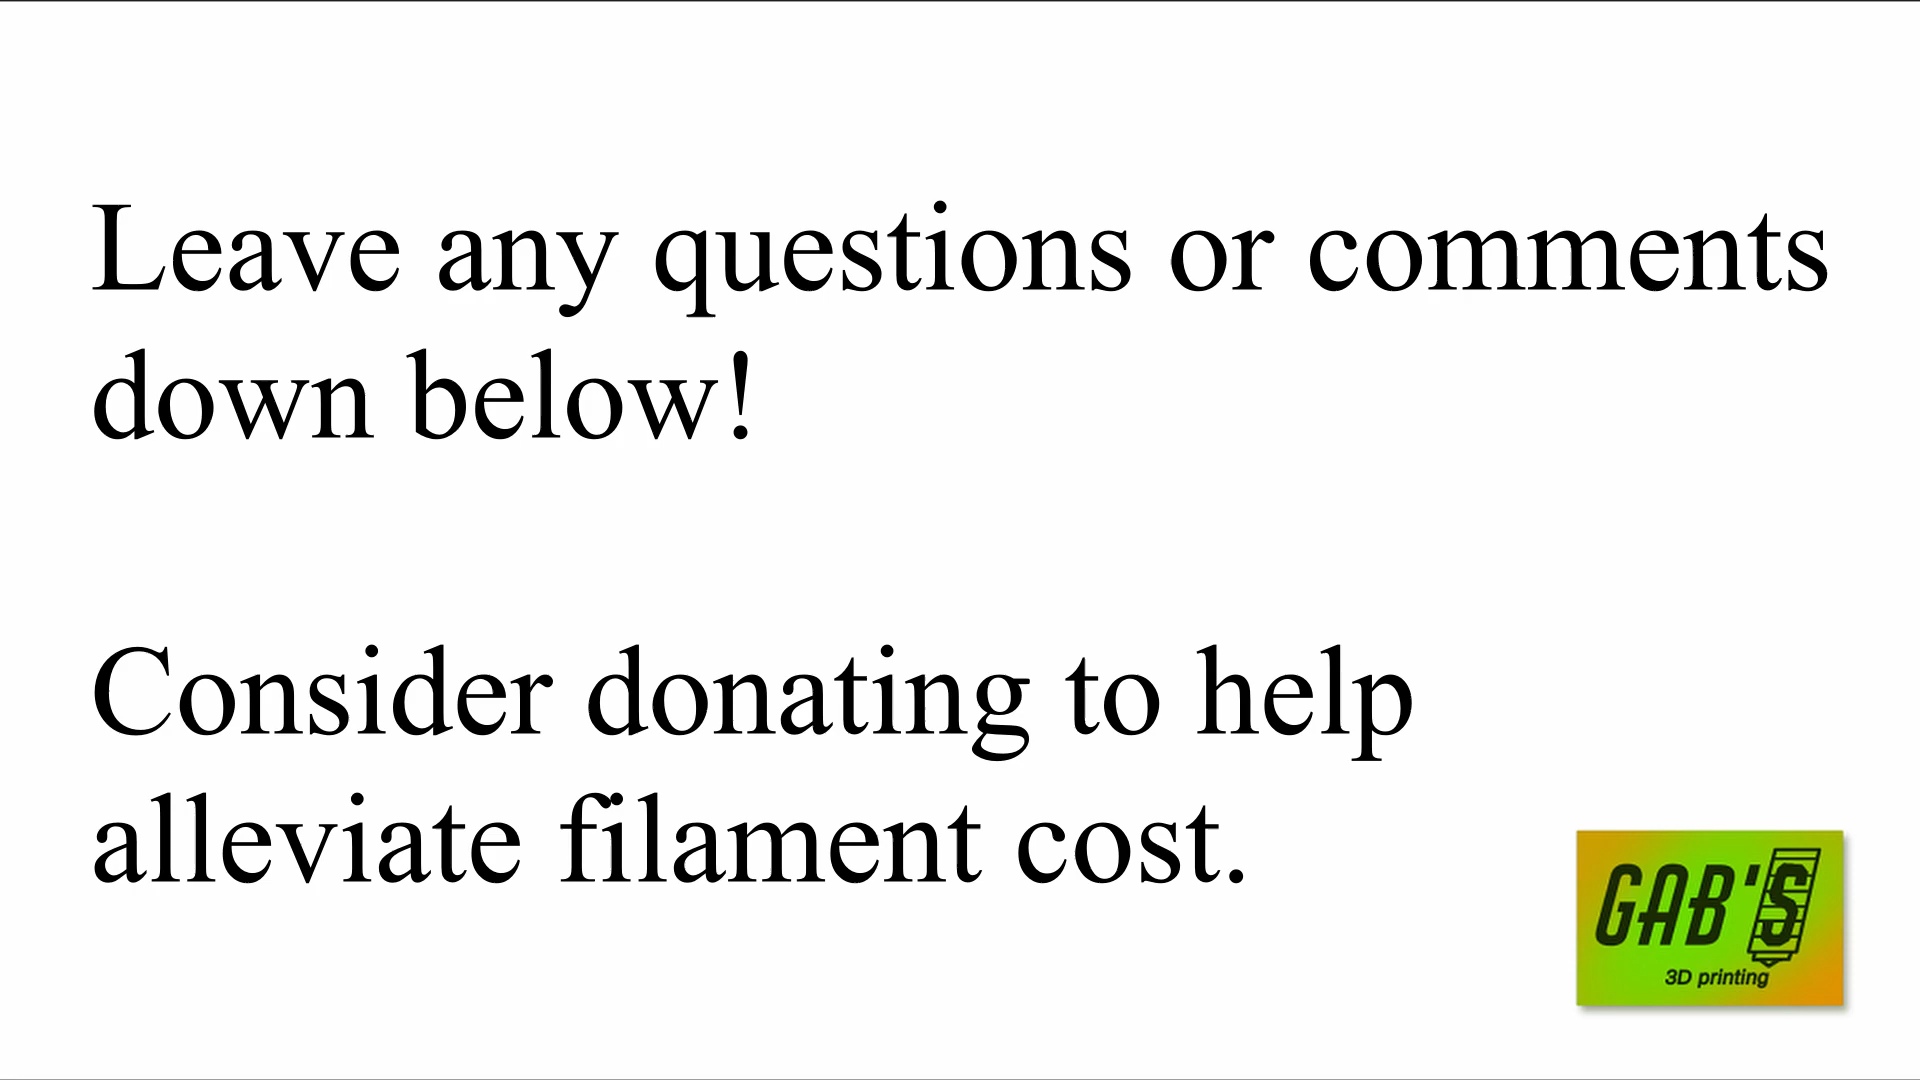 Leave any questions or comments
down below!
Consider donating to help
alleviate filament cost.
GAB'S
3D printing